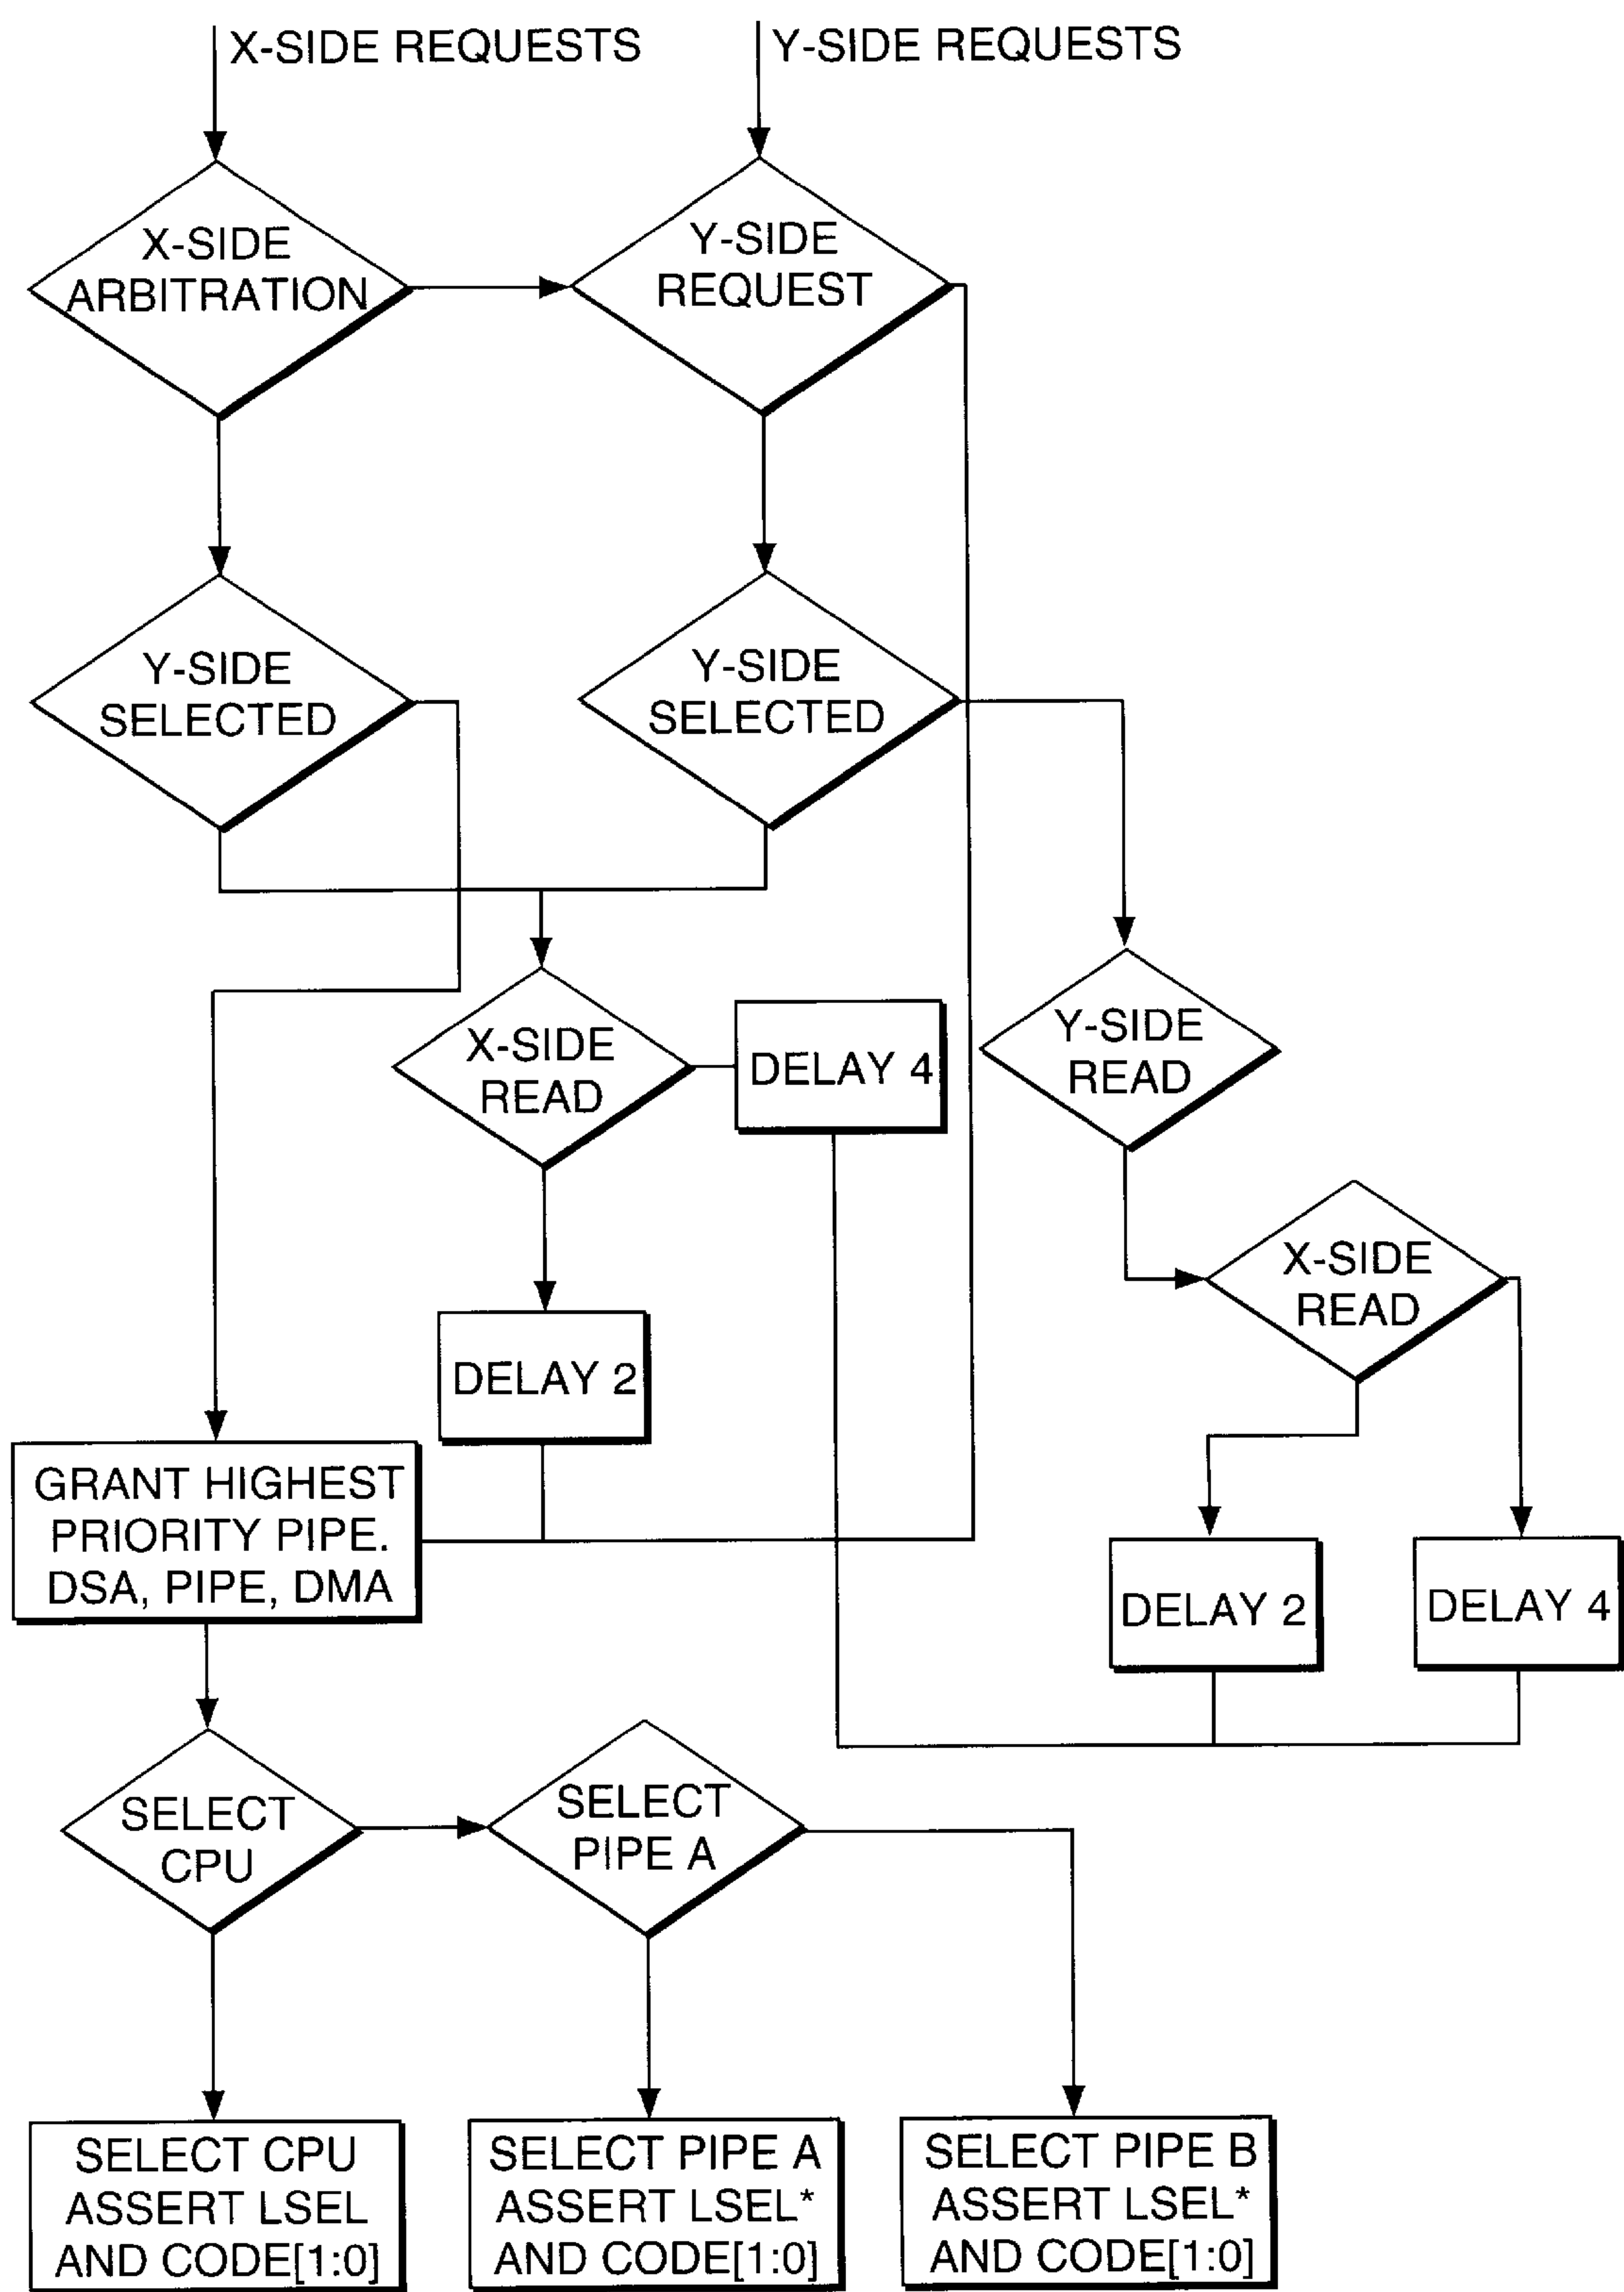 X-SIDE REQUESTS
Y-SIDE REQUESTS
X-SIDE
ARBITRATION
Y-SIDE
REQUEST
Y-SIDE
SELECTED
Y-SIDE
SELECTED
X-SIDE
READ
DELAY 4
Y-SIDE
READ
X-SIDE
READ
DELAY 2
GRANT HIGHEST
PRIORITY PIPE.
DSA, PIPE, DMA
DELAY 2
DELAY 4
SELECT
CPU
SELECT
PIPE A
SELECT CPU
ASSERT LSEL
AND CODE[1:0]
SELECT PIPE A
ASSERT LSEL*
AND CODE[1:0]
SELECT PIPE B
ASSERT LSEL*
AND CODE[1:0]